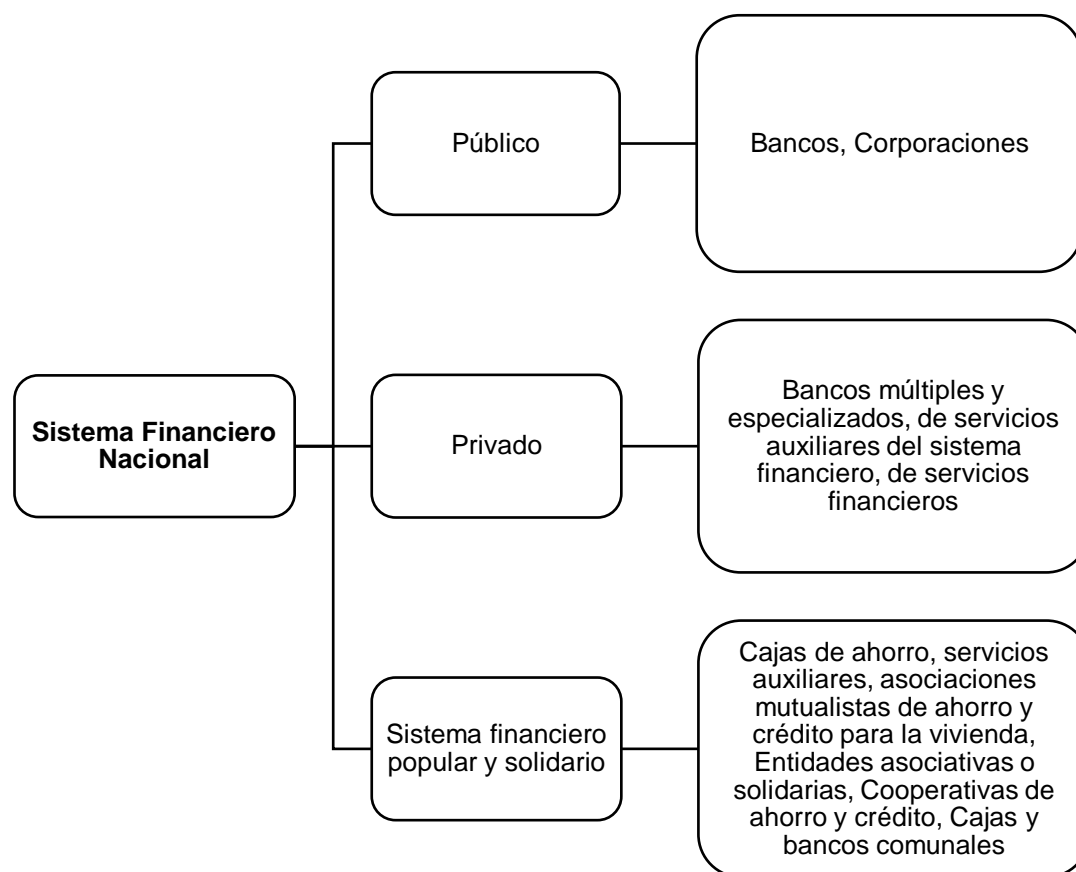 Público
Bancos, Corporaciones
Sistema Financiero
Nacional
Privado
Bancos múltiples y
especializados, de servicios
auxiliares del sistema
financiero, de servicios
financieros
Sistema financiero
popular y solidario
Cajas de ahorro, servicios
auxiliares, asociaciones
mutualistas de ahorro y
crédito para la vivienda,
Entidades asociativas o
solidarias, Cooperativas de
ahorro y crédito, Cajas y
bancos comunales